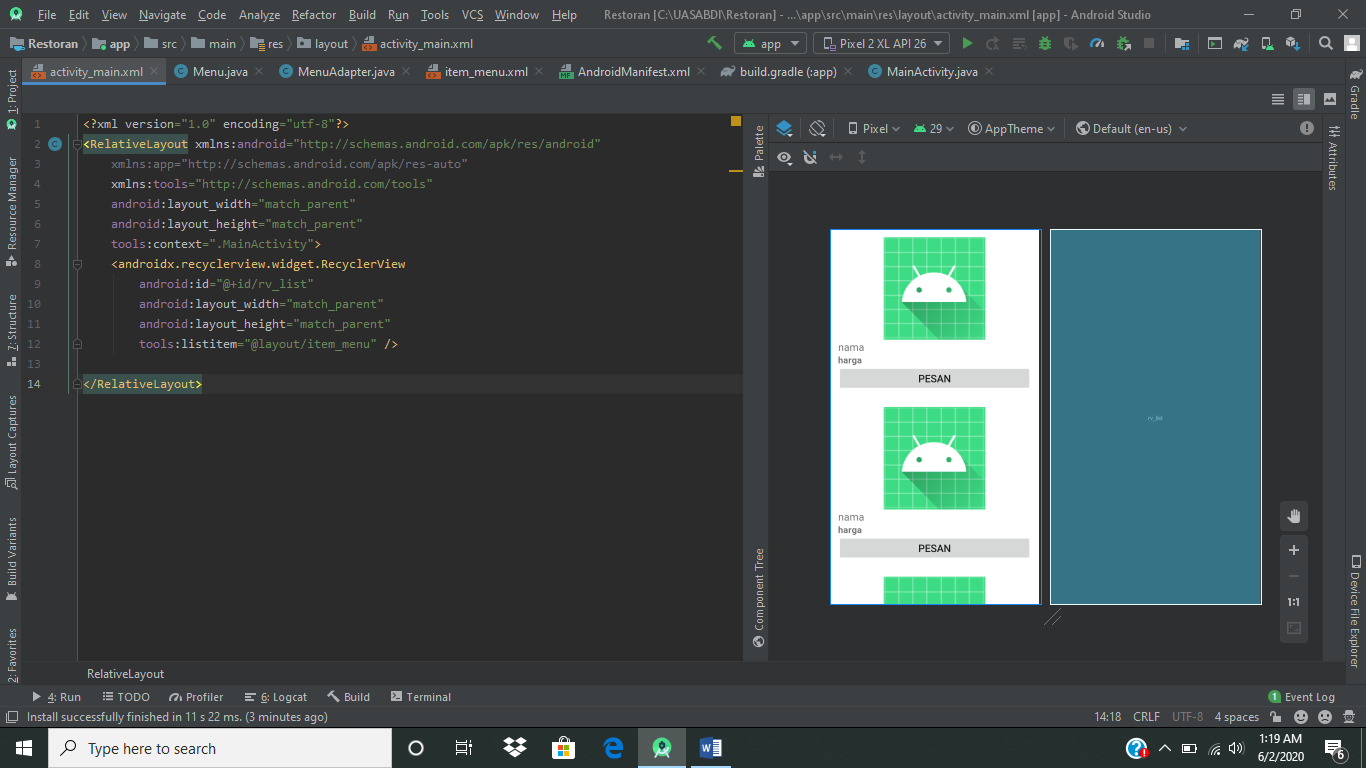 File Edit View Navigate Code Analyze Refactor Build Run Tools VCS Window Help Restoran [C:\UASABDI\Restoran] - ...\app\src\main\res\layout\activity_main.xml [app] - Android Studio
Restoran app src main res layout activity_main.xml app Pixel 2 XL API 26
activity_main.xml Menu.java MenuAdapter.java item_menu.xml AndroidManifest.xml build.gradle (:app) MainActivity.java
1: Project
Resource Manager
7: Structure
Layout Captures
Build Variants
2: Favorites
1 <?xml version="1.0" encoding="utf-8"?>
2 <RelativeLayout xmlns:android="http://schemas.android.com/apk/res/android"
3 xmlns:app="http://schemas.android.com/apk/res-auto"
4 xmlns:tools="http://schemas.android.com/tools"
5 android:layout_width="match_parent"
6 android:layout_height="match_parent"
7 tools:context=".MainActivity">
8 <androidx.recyclerview.widget.RecyclerView
9 android:id="@+id/rv_list"
10 android:layout_width="match_parent"
11 android:layout_height="match_parent"
12 tools:listitem="@layout/item_menu" />
13
14 </RelativeLayout>
Palette
Component Tree
Pixel 29 AppTheme Default (en-us)
nama
harga
PESAN
nama
harga
PESAN
rv_list
1:1
Gradle
Attributes
Device File Explorer
RelativeLayout
4: Run TODO Profiler 6: Logcat Build Terminal 1 Event Log
Install successfully finished in 11 s 22 ms. (3 minutes ago) 14:18 CRLF UTF-8 4 spaces
Type here to search
1:19 AM
6/2/2020
6